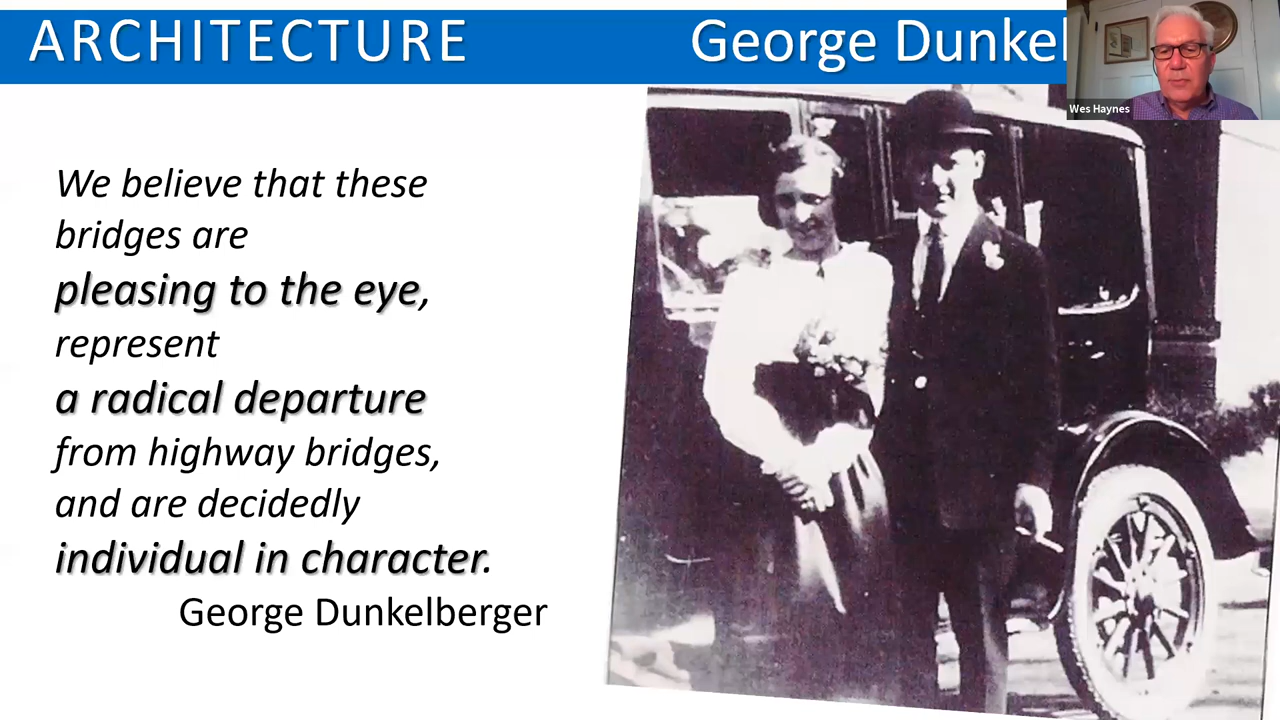 ARCHITECTURE
George Dunkel
Wes Haynes
We believe that these
bridges are
pleasing to the eye,
represent
a radical departure
from highway bridges,
and are decidedly
individual in character.
George Dunkelberger